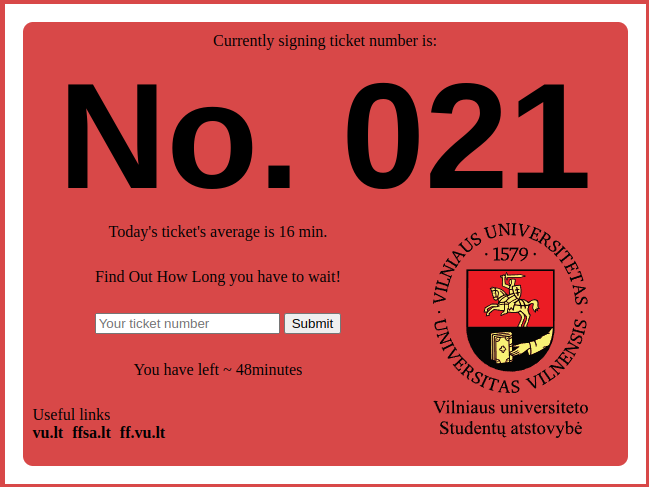 Currently signing ticket number is:
No. 021
Today's ticket's average is 16 min.
Find Out How Long you have to wait!
Your ticket number
Submit
You have left ~ 48minutes
Useful links
vu.lt ffsa.lt ff.vu.lt
· VILNIAUS UNIVERSITETAS ·
· 1579 ·
UNIVERSITAS VILNENSIS
Vilniaus universiteto
Studentų atstovybė